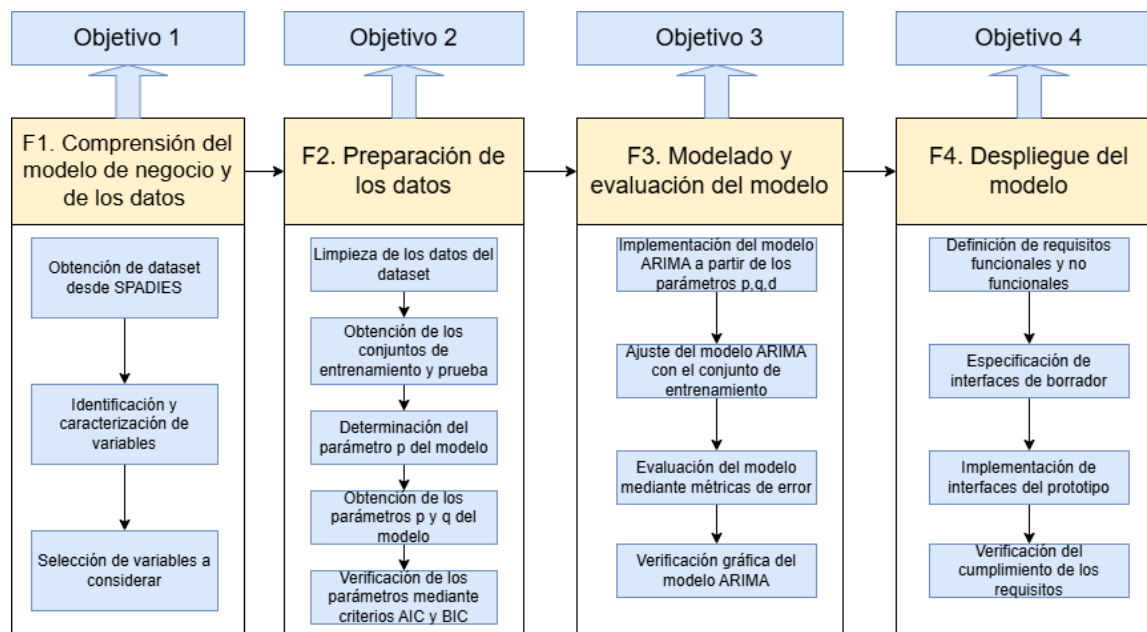 Objetivo 1
Objetivo 2
Objetivo 3
Objetivo 4
F1. Comprensión del
modelo de negocio y
de los datos
F2. Preparación de
los datos
F3. Modelado y
evaluación del modelo
F4. Despliegue del
modelo
Obtención de dataset
desde SPADIES
Identificación y
caracterización de
variables
Selección de variables a
considerar
Limpieza de los datos del
dataset
Obtención de los
conjuntos de
entrenamiento y prueba
Determinación del
parámetro p del modelo
Obtención de los
parámetros p y q del
modelo
Verificación de los
parámetros mediante
criterios AIC y BIC
Implementación del modelo
ARIMA a partir de los
parámetros p,q,d
Ajuste del modelo ARIMA
con el conjunto de
entrenamiento
Evaluación del modelo
mediante métricas de error
Verificación gráfica del
modelo ARIMA
Definición de requisitos
funcionales y no
funcionales
Especificación de
interfaces de borrador
Implementación de
interfaces del prototipo
Verificación del
cumplimiento de los
requisitos